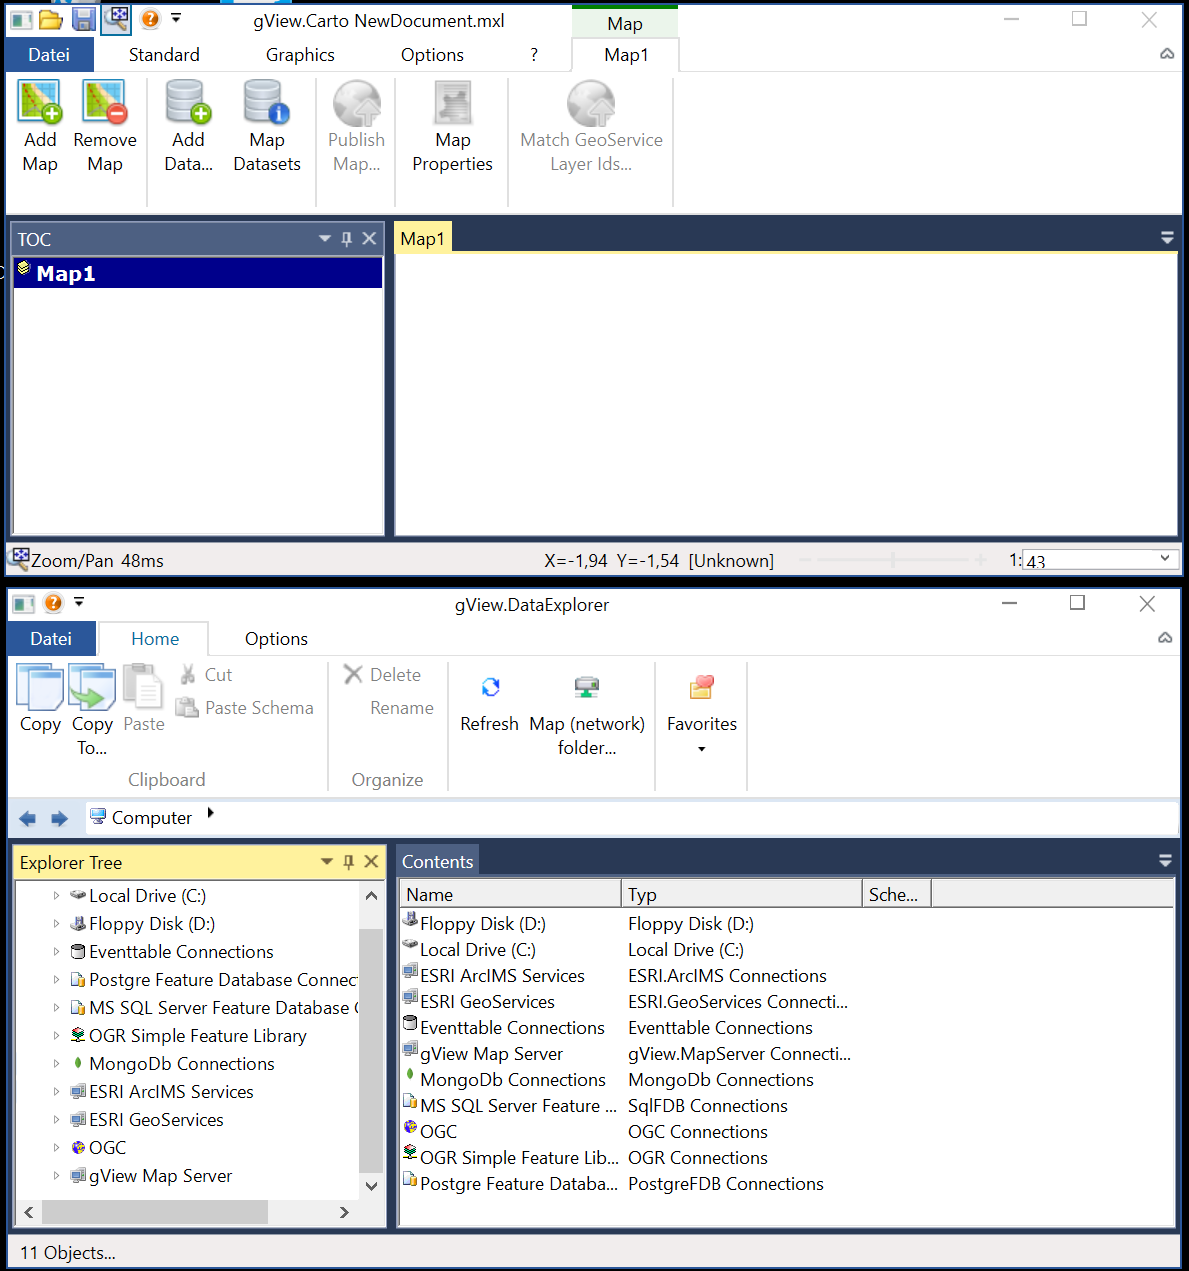 gView.Carto NewDocument.mxl
Map
Datei Standard Graphics Options ? Map1
Add Map
Remove Map
Add Data...
Map Datasets
Publish Map...
Map Properties
Match GeoService Layer Ids...
TOC
Map1
Map1
Zoom/Pan 48ms
X=-1,94 Y=-1,54 [Unknown]
1: 43
gView.DataExplorer
Datei Home Options
Copy
Copy To...
Paste
Cut
Paste Schema
Clipboard
Delete
Rename
Organize
Refresh
Map (network) folder...
Favorites
Computer
Explorer Tree
Local Drive (C:)
Floppy Disk (D:)
Eventtable Connections
Postgre Feature Database Connec
MS SQL Server Feature Database
OGR Simple Feature Library
MongoDb Connections
ESRI ArcIMS Services
ESRI GeoServices
OGC
gView Map Server
Contents
Name Typ Sche...
Floppy Disk (D:) Floppy Disk (D:)
Local Drive (C:) Local Drive (C:)
ESRI ArcIMS Services ESRI.ArcIMS Connections
ESRI GeoServices ESRI.GeoServices Connecti...
Eventtable Connections Eventtable Connections
gView Map Server gView.MapServer Connecti...
MongoDb Connections MongoDb Connections
MS SQL Server Feature ... SqlFDB Connections
OGC OGC Connections
OGR Simple Feature Lib... OGR Connections
Postgre Feature Databa... PostgreFDB Connections
11 Objects...